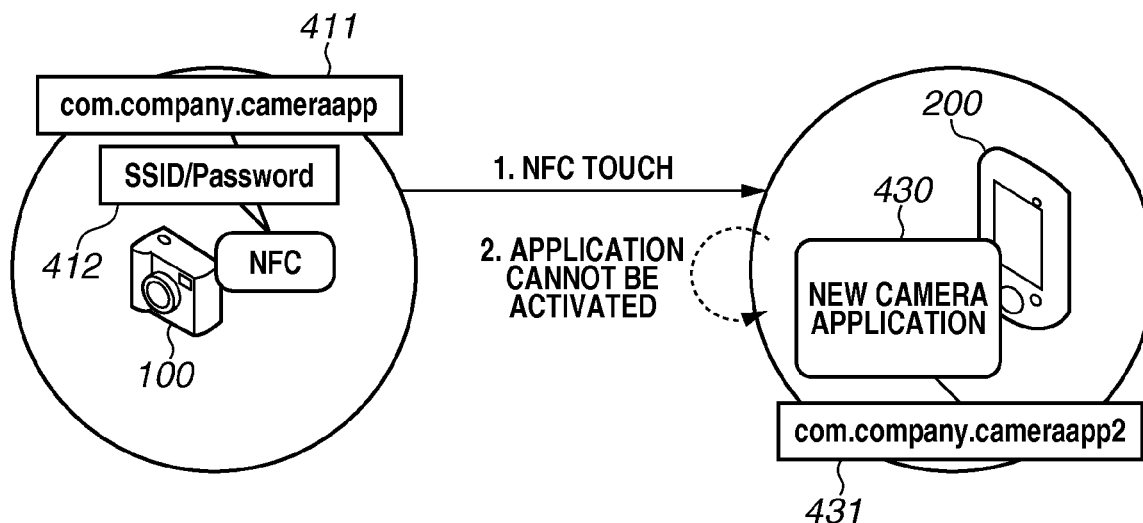 411
com.company.cameraapp
SSID/Password
412
NFC
100
1. NFC TOUCH
2. APPLICATION
CANNOT BE
ACTIVATED
200
430
NEW CAMERA
APPLICATION
com.company.cameraapp2
431